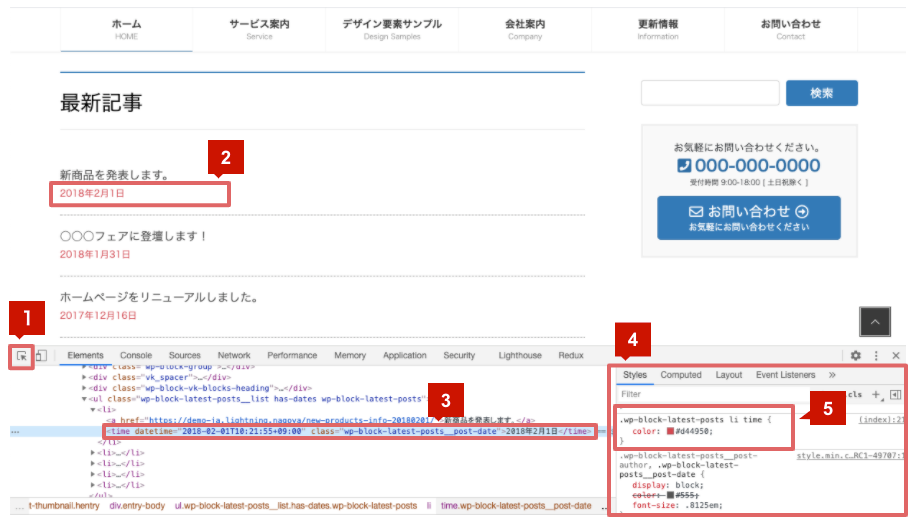 ホーム サービス案内 デザイン要素サンプル 会社案内 更新情報 お問い合わせ
HOME Service Design Samples Company Information Contact
最新記事
検索
2
新商品を発表します。
2018年2月1日
〇〇〇フェアに登壇します！
2018年1月31日
ホームページをリニューアルしました。
2017年12月16日
お気軽にお問い合わせください。
000-000-0000
受付時間 9:00-18:00 [ 土日祝除く ]
お問い合わせ
お気軽にお問い合わせください
1
4
Elements Console Sources Network Performance Memory Application Security Lighthouse Redux
<div class="wp-block-group">…</div>
<div class="vk_spacer">…</div>
<div class="wp-block-vk-blocks-heading">…</div>
<ul class="wp-block-latest-posts__list has-dates wp-block-latest-posts">
3
<li>
<a href="https://demo-ja.lightning.nagoya/new-products-info-20180201/">新商品を発表します。</a>
<time datetime="2018-02-01T10:21:55+09:00" class="wp-block-latest-posts__post-date">2018年2月1日</time>
</li>
<li>…</li>
<li>…</li>
<li>…</li>
<li>…</li>
</ul>
... t-thumbnail.hentry div.entry-body ul.wp-block-latest-posts__list.has-dates.wp-block-latest-posts li time.wp-block-latest-posts__post-date ...
Styles Computed Layout Event Listeners »
Filter .cls +
5
.wp-block-latest-posts li time { (index):21
color: #d44950;
}
.wp-block-latest-posts__post- style.min.c…RC1-49707:1
author, .wp-block-latest-
posts__post-date {
display: block;
color: #555;
font-size: .8125em;